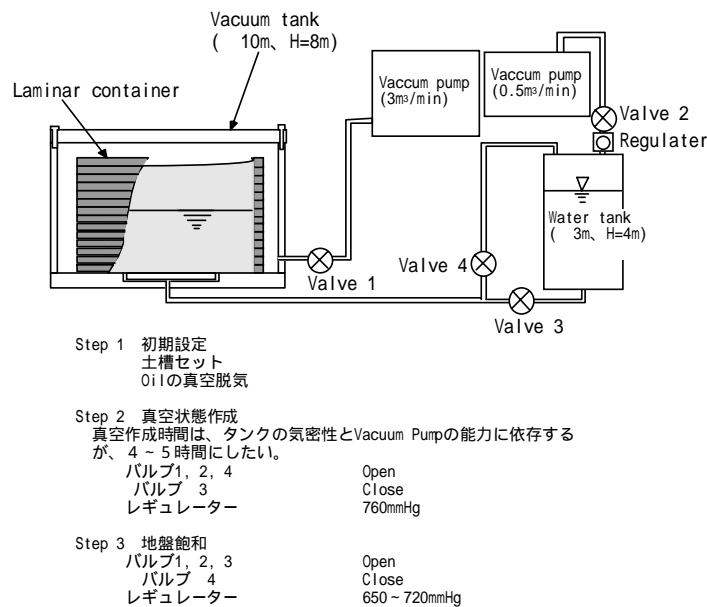 Vacuum tank
( 10m、H=8m)
Laminar container
Vaccum pump
(3m³/min)
Vaccum pump
(0.5m³/min)
Valve 2
Regulater
Water tank
( 3m、H=4m)
Valve 4
Valve 1
Valve 3
Step 1 初期設定
土槽セット
Oilの真空脱気
Step 2 真空状態作成
真空作成時間は、タンクの気密性とVacuum Pumpの能力に依存する
が、4~5時間にしたい。
バルブ1, 2, 4 Open
バルブ 3 Close
レギュレーター 760mmHg
Step 3 地盤飽和
バルブ1, 2, 3 Open
バルブ 4 Close
レギュレーター 650~720mmHg